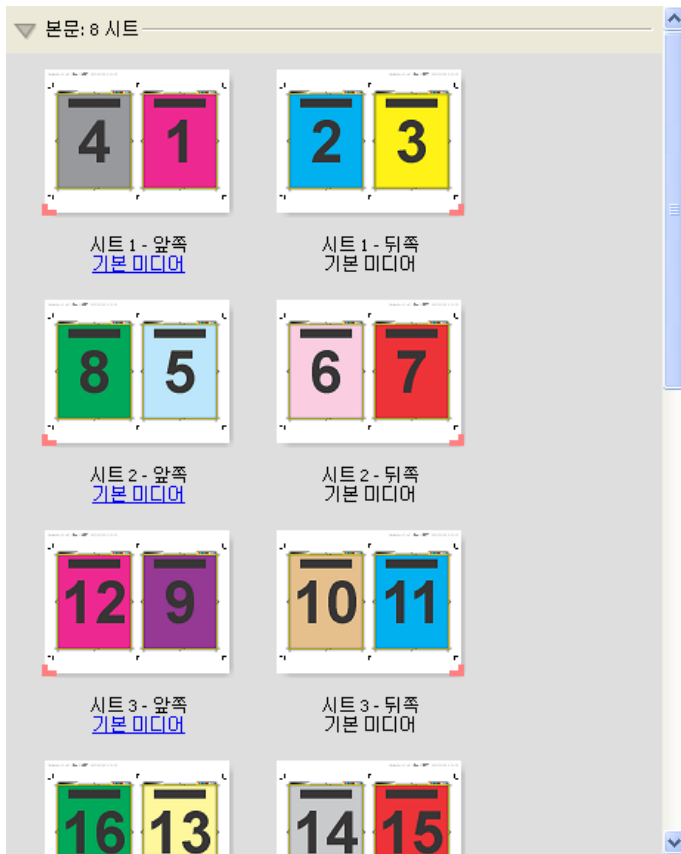 본문: 8 시트
4 1 2 3
시트 1 - 앞쪽 시트 1 - 뒤쪽
기본 미디어 기본 미디어
8 5 6 7
시트 2 - 앞쪽 시트 2 - 뒤쪽
기본 미디어 기본 미디어
12 9 10 11
시트 3 - 앞쪽 시트 3 - 뒤쪽
기본 미디어 기본 미디어
16 13 14 15